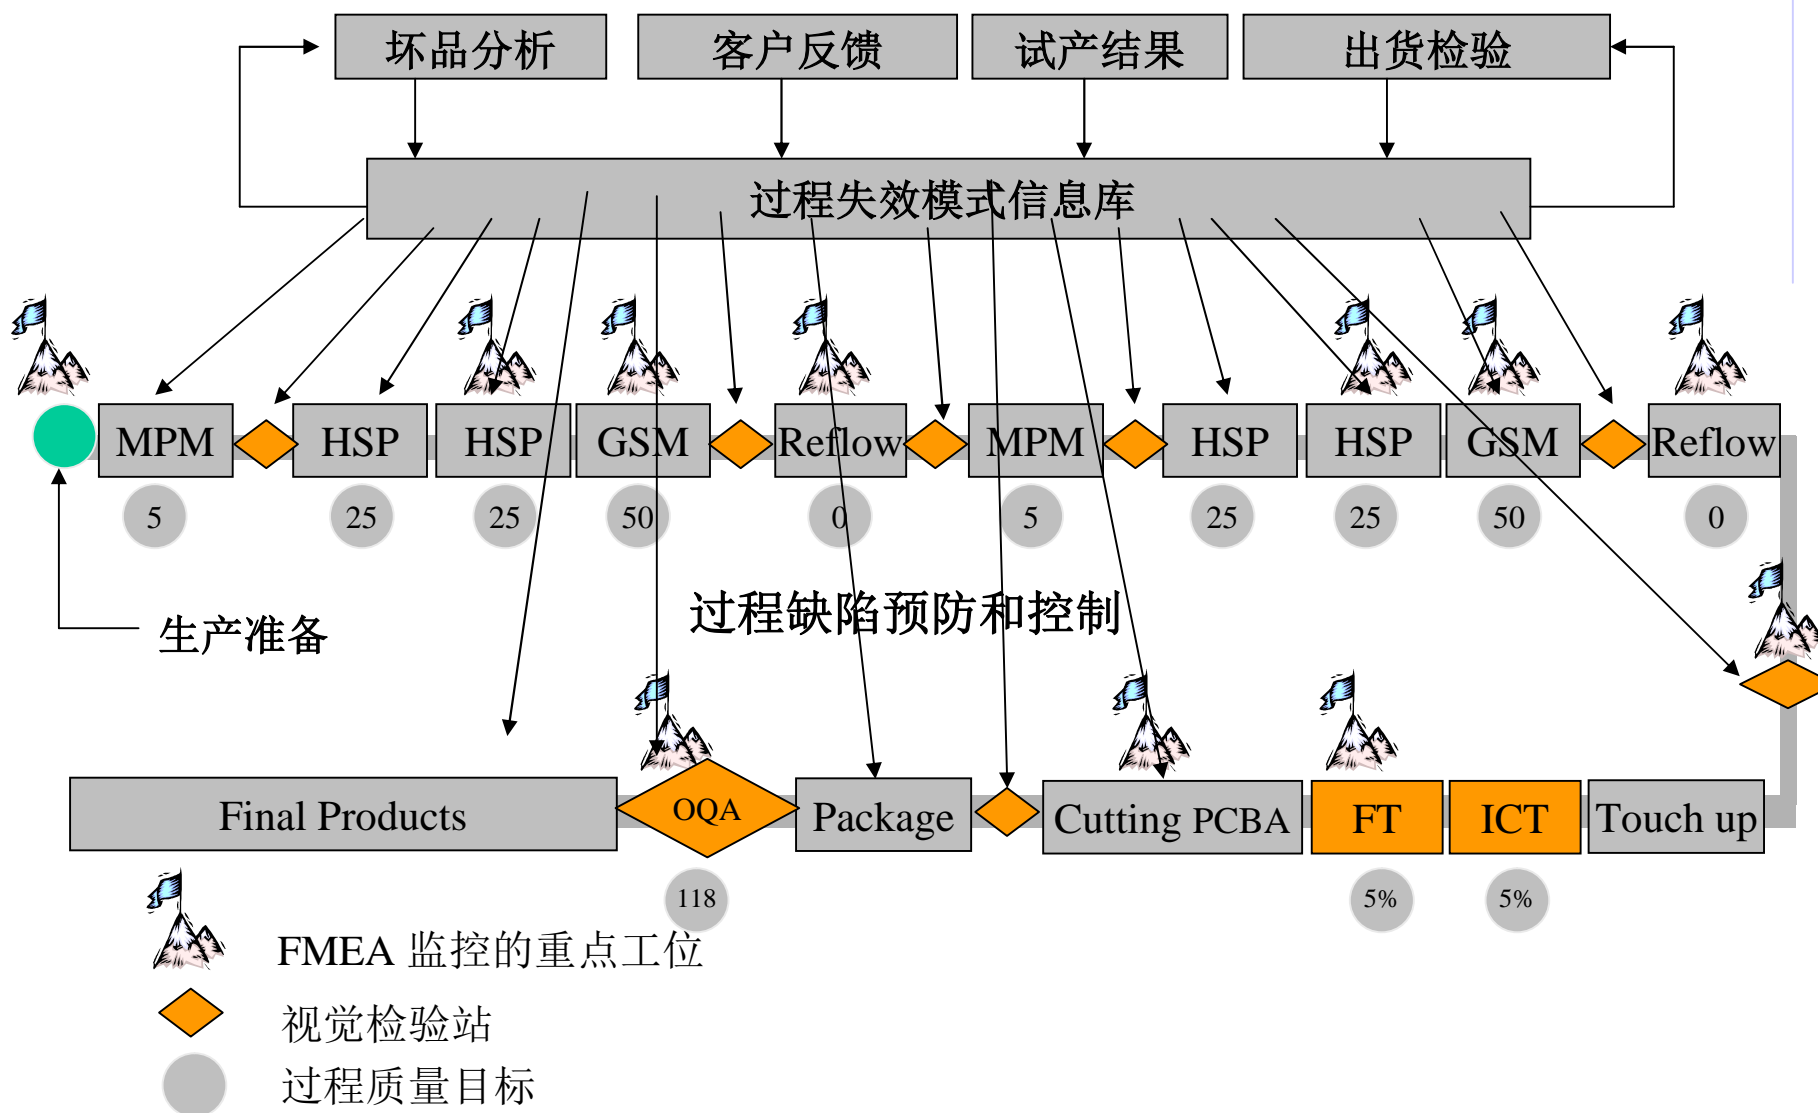 坏品分析 客户反馈 试产结果 出货检验
过程失效模式信息库
MPM HSP HSP GSM Reflow MPM HSP HSP GSM Reflow
5 25 25 50 0 5 25 25 50 0
过程缺陷预防和控制
生产准备
Final Products OQA Package Cutting PCBA FT ICT Touch up
118 5% 5%
FMEA 监控的重点工位
视觉检验站
过程质量目标